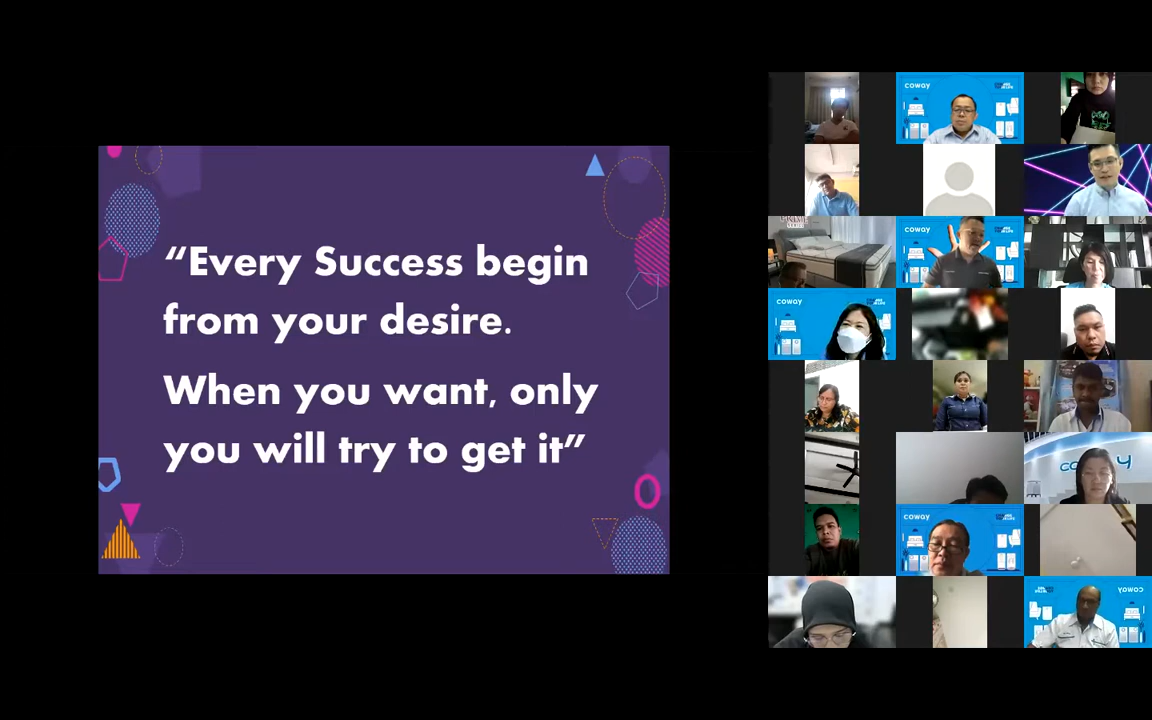 “Every Success begin
from your desire.
When you want, only
you will try to get it”
coway
coway
coway
coway
coway